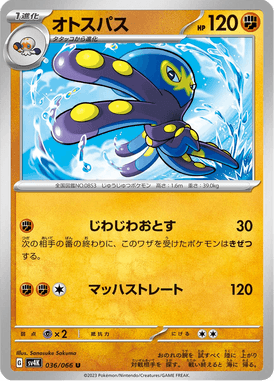 1進化
オトスパス
HP 120
タタッコから進化
全国図鑑NO.0853 じゅうじゅつポケモン 高さ:1.6m 重さ:39.0kg
じわじわおとす 30
次の相手の番の終わりに、このワザを受けたポケモンはきぜつする。
マッハストレート 120
弱点 ×2 抵抗力 にげる
Illus. Sanosuke Sakuma
G SV4K 036/066 U
©2023 Pokémon/Nintendo/Creatures/GAME FREAK.